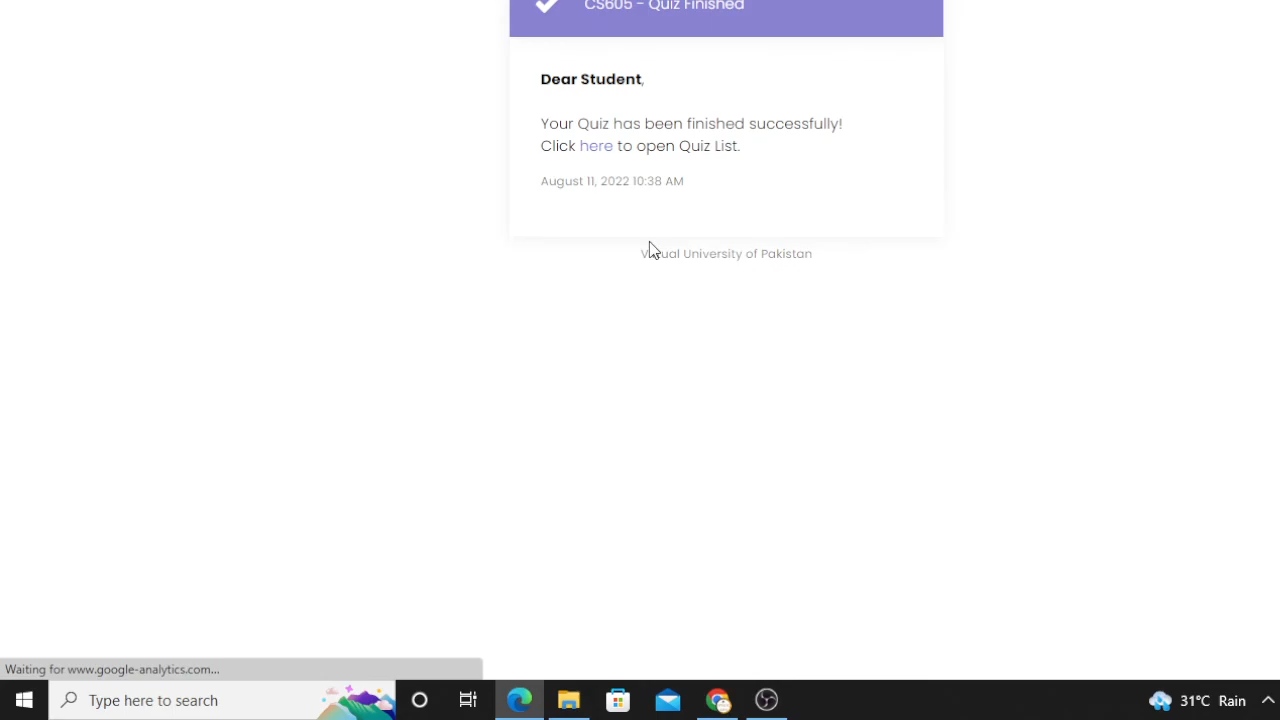 CS605 - Quiz Finished
Dear Student,
Your Quiz has been finished successfully!
Click here to open Quiz List.
August 11, 2022 10:38 AM
Virtual University of Pakistan
Waiting for www.google-analytics.com...
Type here to search
31°C Rain